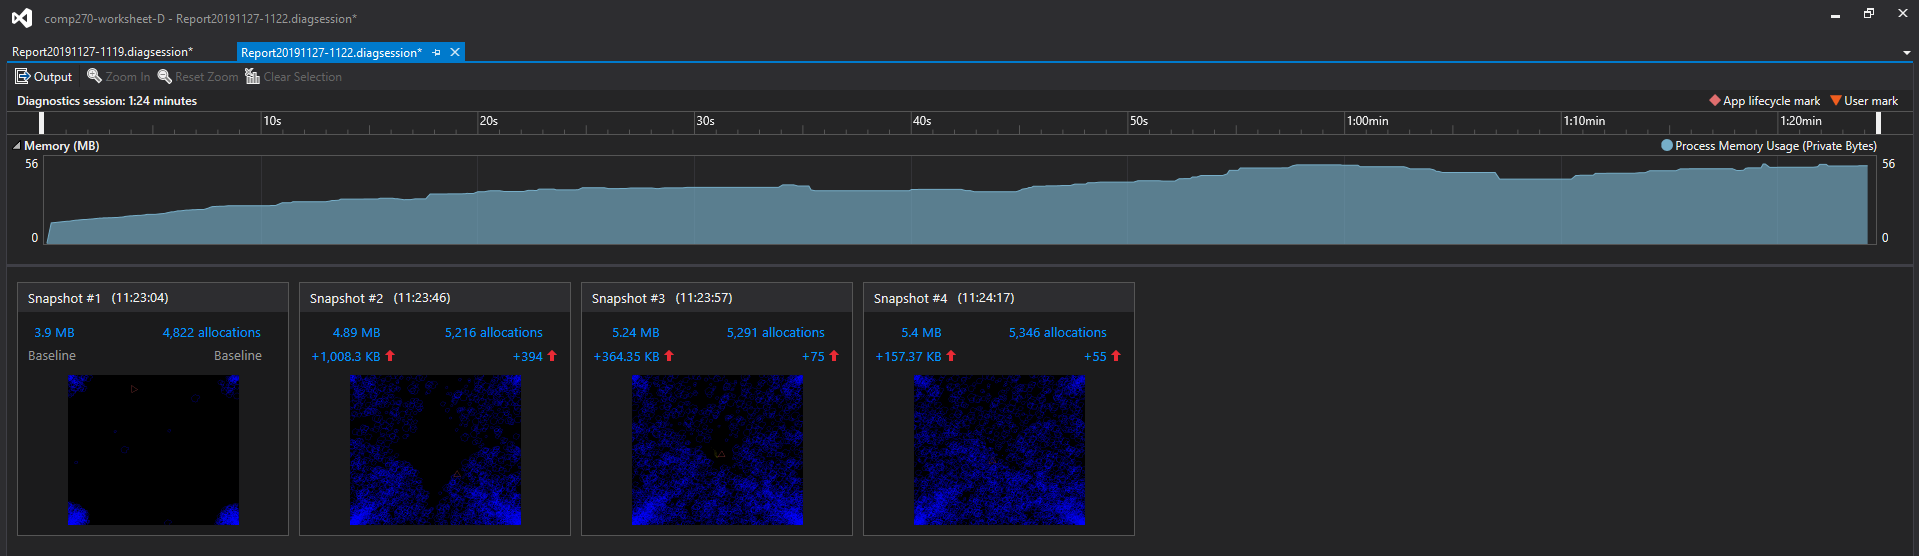 comp270-worksheet-D - Report20191127-1122.diagsession*
Report20191127-1119.diagsession* Report20191127-1122.diagsession*
Output Zoom In Reset Zoom Clear Selection
Diagnostics session: 1:24 minutes App lifecycle mark User mark
10s 20s 30s 40s 50s 1:00min 1:10min 1:20min
Memory (MB) Process Memory Usage (Private Bytes)
56 56
0 0
Snapshot #1 (11:23:04) Snapshot #2 (11:23:46) Snapshot #3 (11:23:57) Snapshot #4 (11:24:17)
3.9 MB 4,822 allocations 4.89 MB 5,216 allocations 5.24 MB 5,291 allocations 5.4 MB 5,346 allocations
Baseline Baseline +1,008.3 KB +394 +364.35 KB +75 +157.37 KB +55